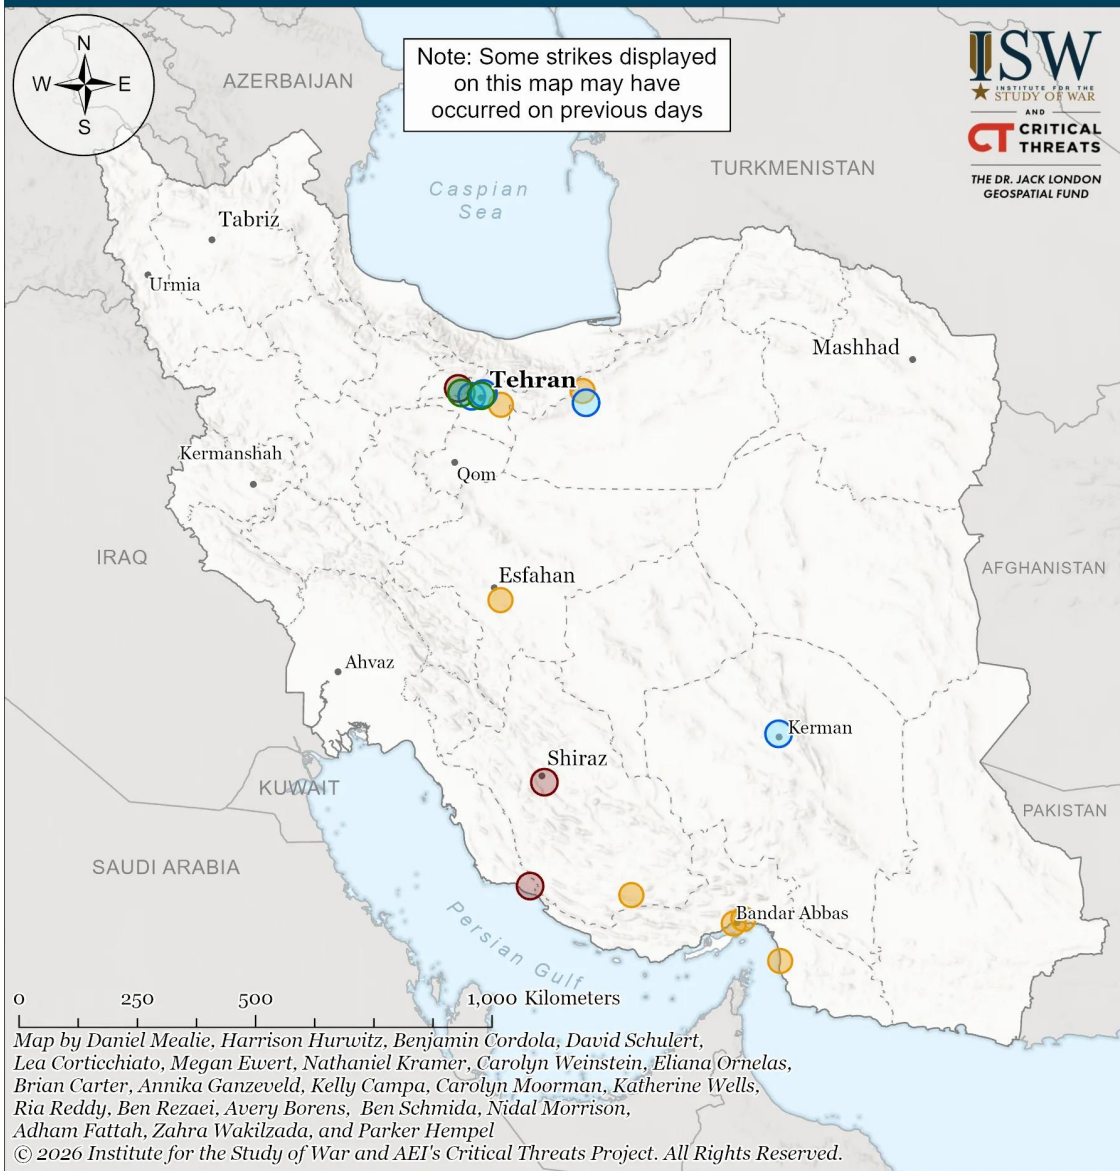 N
W E
S
AZERBAIJAN
Note: Some strikes displayed
on this map may have
occurred on previous days
ISW
INSTITUTE FOR THE
STUDY OF WAR
AND
CT CRITICAL
THREATS
THE DR. JACK LONDON
GEOSPATIAL FUND
TURKMENISTAN
Caspian
Sea
Tabriz
Urmia
Mashhad
Tehran
Kermanshah
Qom
IRAQ
Esfahan
AFGHANISTAN
Ahvaz
Kerman
Shiraz
KUWAIT
PAKISTAN
SAUDI ARABIA
Bandar Abbas
Persian Gulf
0 250 500 1,000 Kilometers
Map by Daniel Mealie, Harrison Hurwitz, Benjamin Cordola, David Schulert,
Lea Corticchiato, Megan Ewert, Nathaniel Kramer, Carolyn Weinstein, Eliana Ornelas,
Brian Carter, Annika Ganzeveld, Kelly Campa, Carolyn Moorman, Katherine Wells,
Ria Reddy, Ben Rezaei, Avery Borens, Ben Schmida, Nidal Morrison,
Adham Fattah, Zahra Wakilzada, and Parker Hempel
© 2026 Institute for the Study of War and AEI's Critical Threats Project. All Rights Reserved.